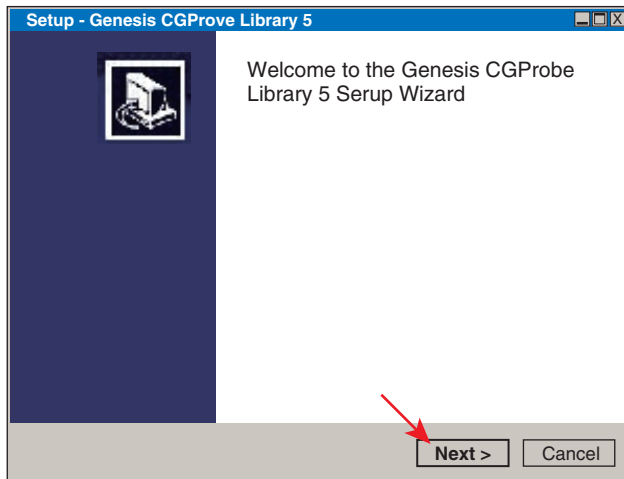 Setup - Genesis CGProve Library 5
X
Welcome to the Genesis CGProbe
Library 5 Serup Wizard
Next >
Cancel